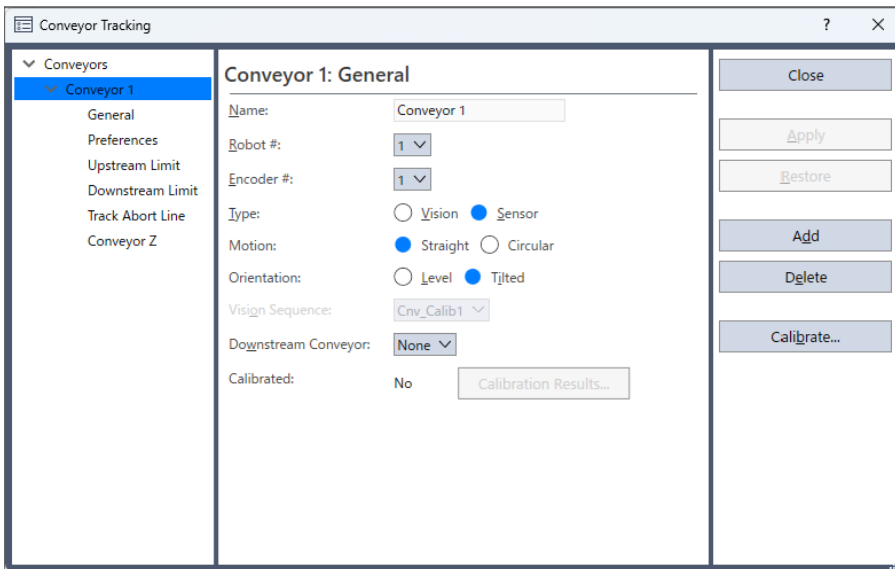 Conveyor Tracking
?
Conveyors
Conveyor 1
General
Preferences
Upstream Limit
Downstream Limit
Track Abort Line
Conveyor Z
Conveyor 1: General
Name: Conveyor 1
Robot #: 1
Encoder #: 1
Type: Vision Sensor
Motion: Straight Circular
Orientation: Level Tilted
Vision Sequence: Cnv_Calib1
Downstream Conveyor: None
Calibrated: No Calibration Results...
Close
Apply
Restore
Add
Delete
Calibrate...